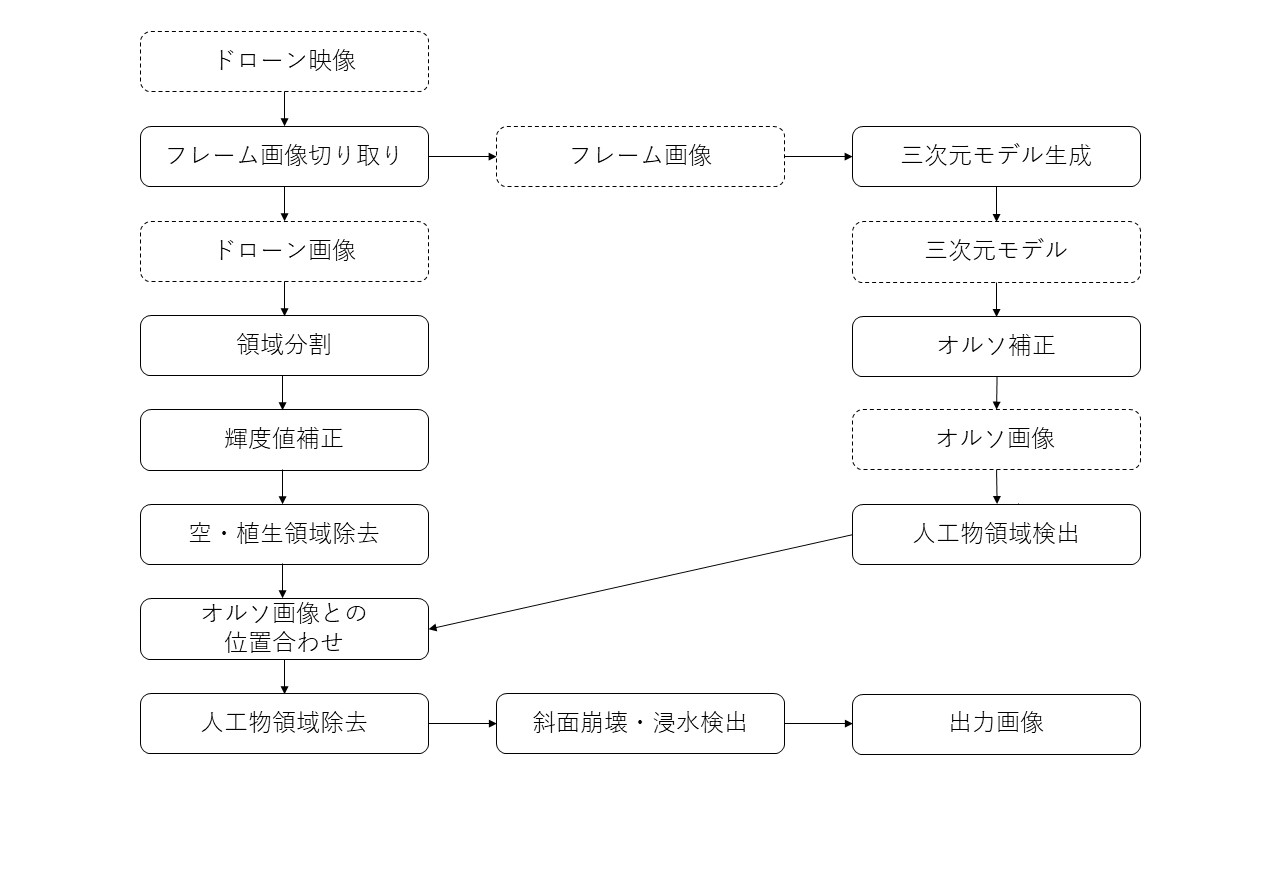 ドローン映像
フレーム画像切り取り
フレーム画像
三次元モデル生成
ドローン画像
三次元モデル
領域分割
オルソ補正
輝度値補正
オルソ画像
空・植生領域除去
人工物領域検出
オルソ画像との
位置合わせ
人工物領域除去
斜面崩壊・浸水検出
出力画像